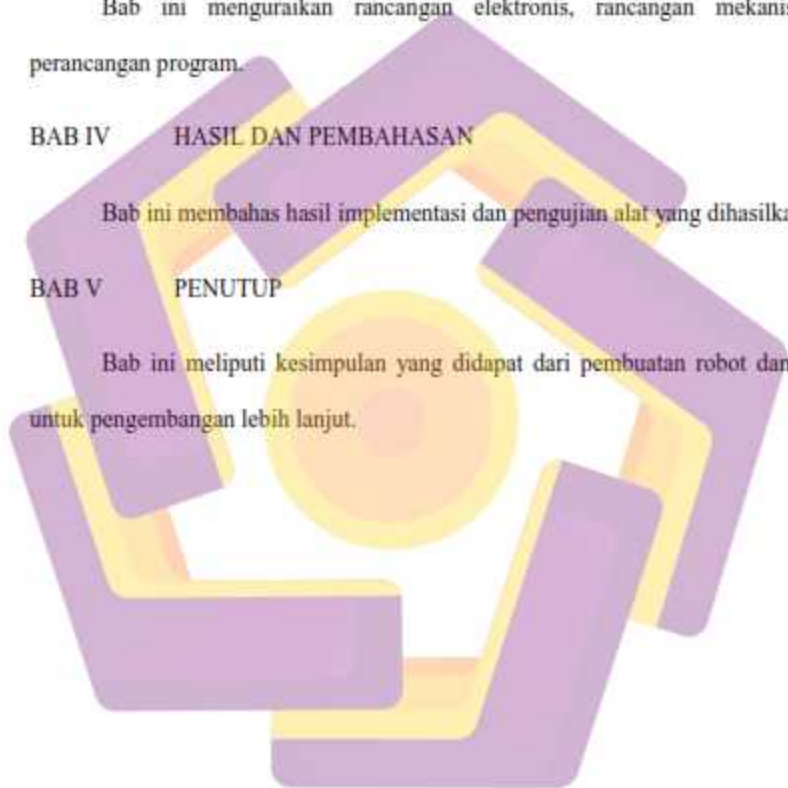 Bab ini menguraikan rancangan elektronis, rancangan mekanis
perancangan program.
BAB IV HASIL DAN PEMBAHASAN
Bab ini membahas hasil implementasi dan pengujian alat yang dihasilka
BAB V PENUTUP
Bab ini meliputi kesimpulan yang didapat dari pembuatan robot dan
untuk pengembangan lebih lanjut.